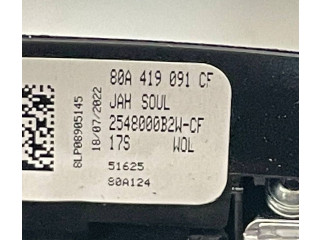 80A 419 091 CF
JAH SOUL
2548000B2W-CF
17S WOL
51625
80A124
8LP08905145
18/07/2022